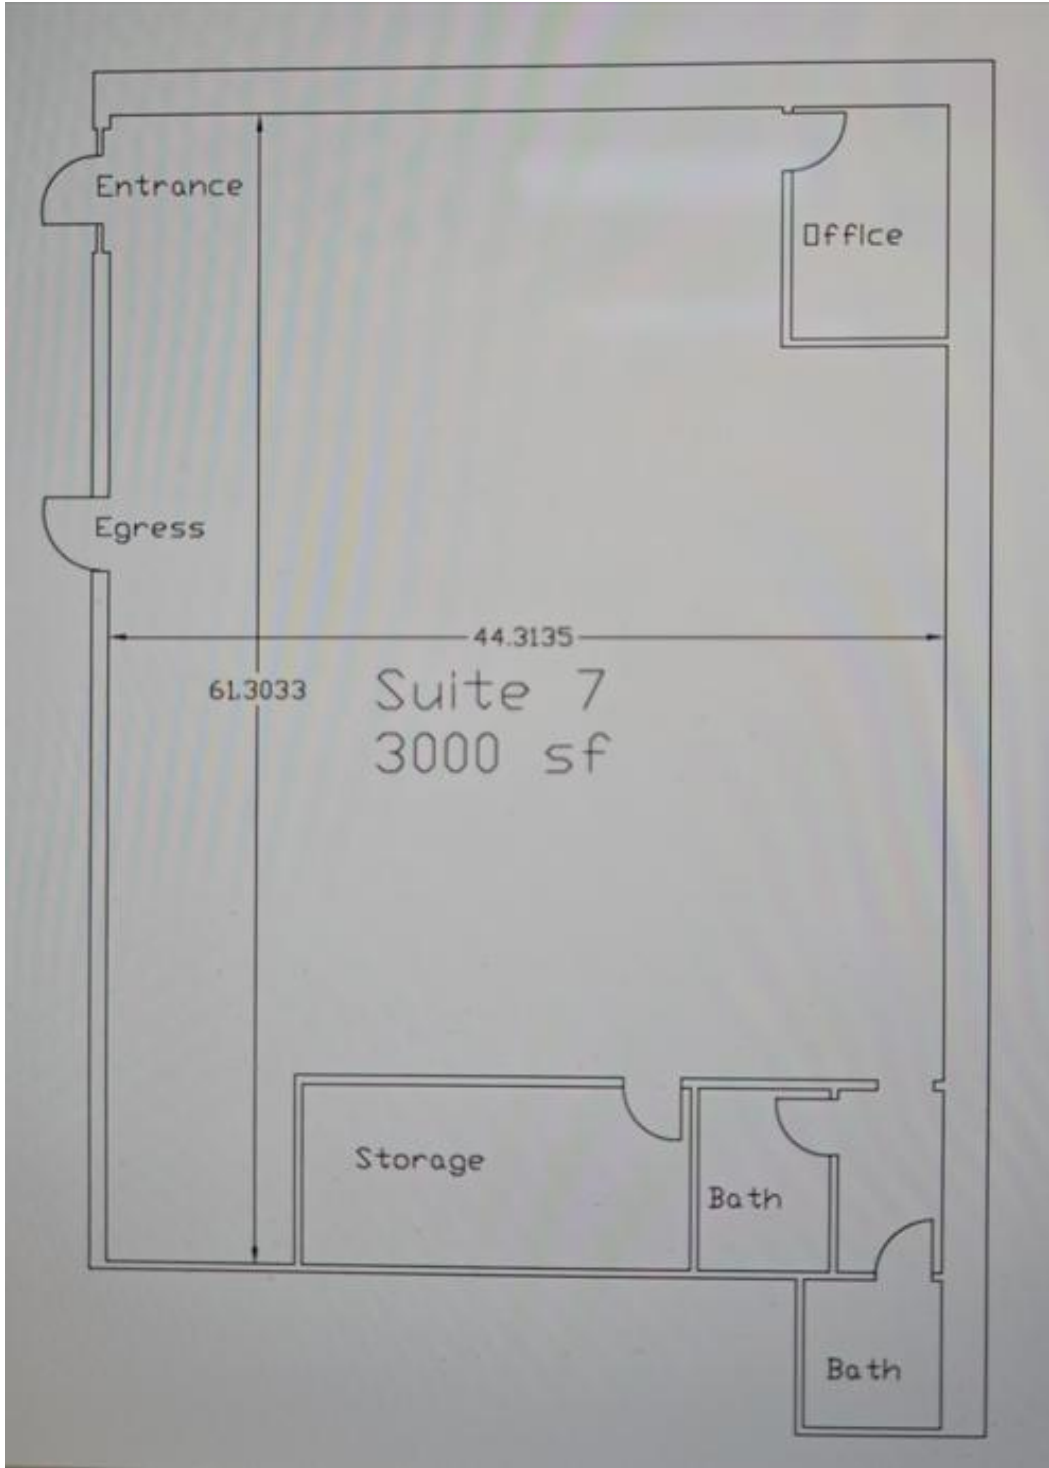 Entrance
Office
Egress
44.3135
61.3033
Suite 7
3000 sf
Storage
Bath
Bath